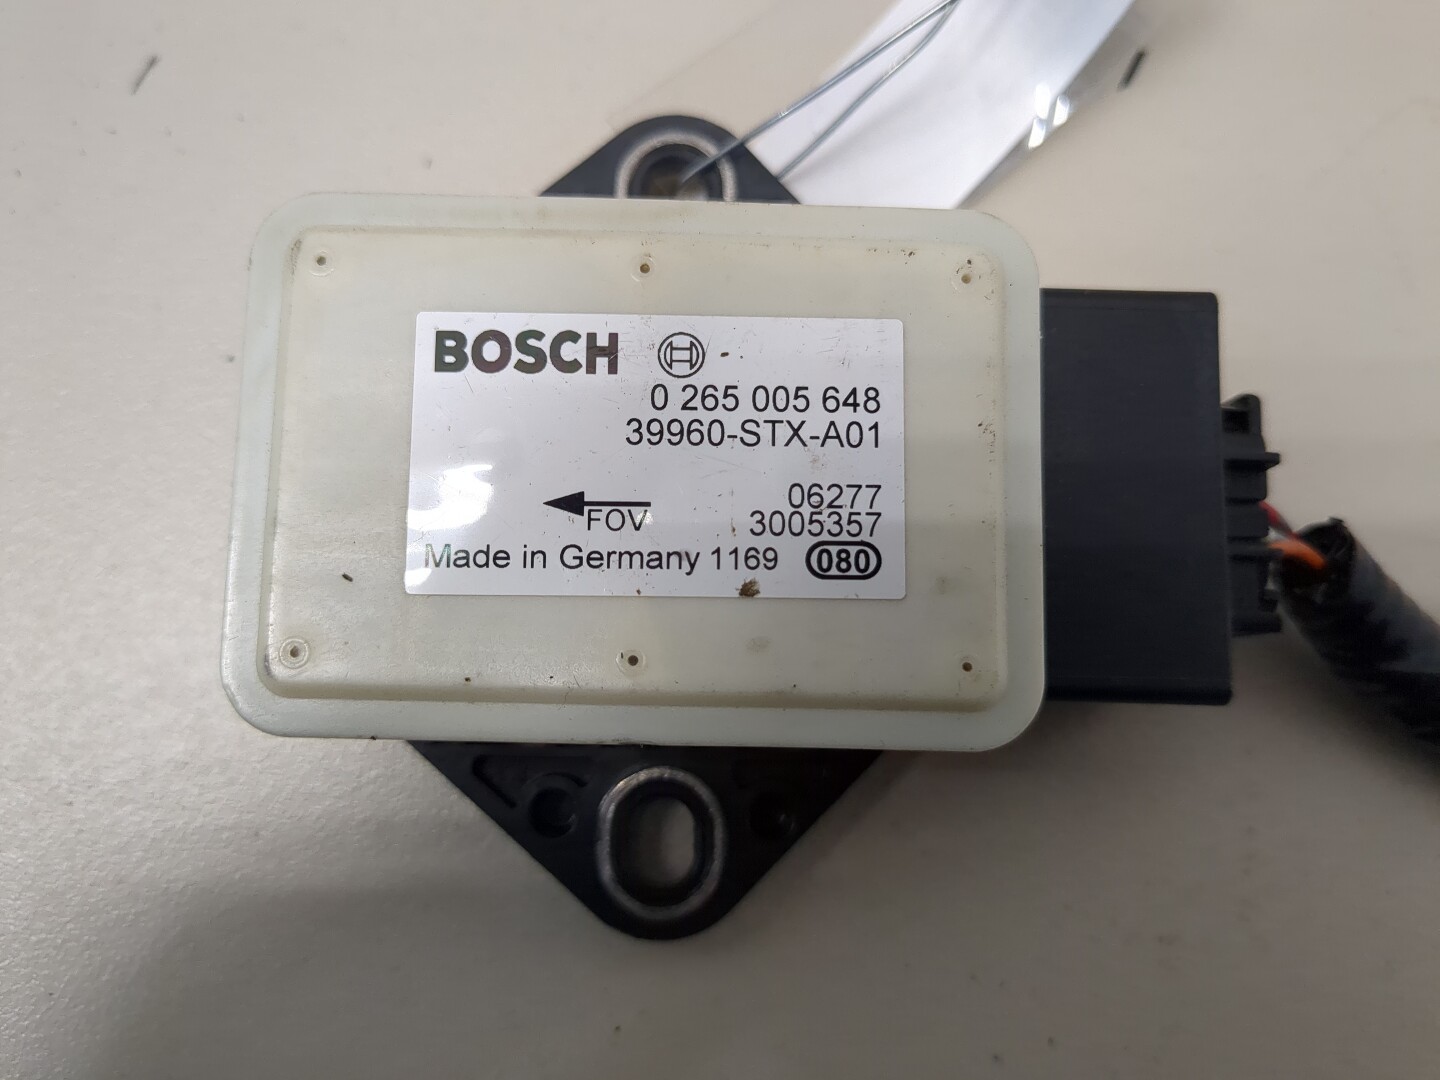 BOSCH
0 265 005 648
39960-STX-A01
06277
FOV 3005357
Made in Germany 1169 080